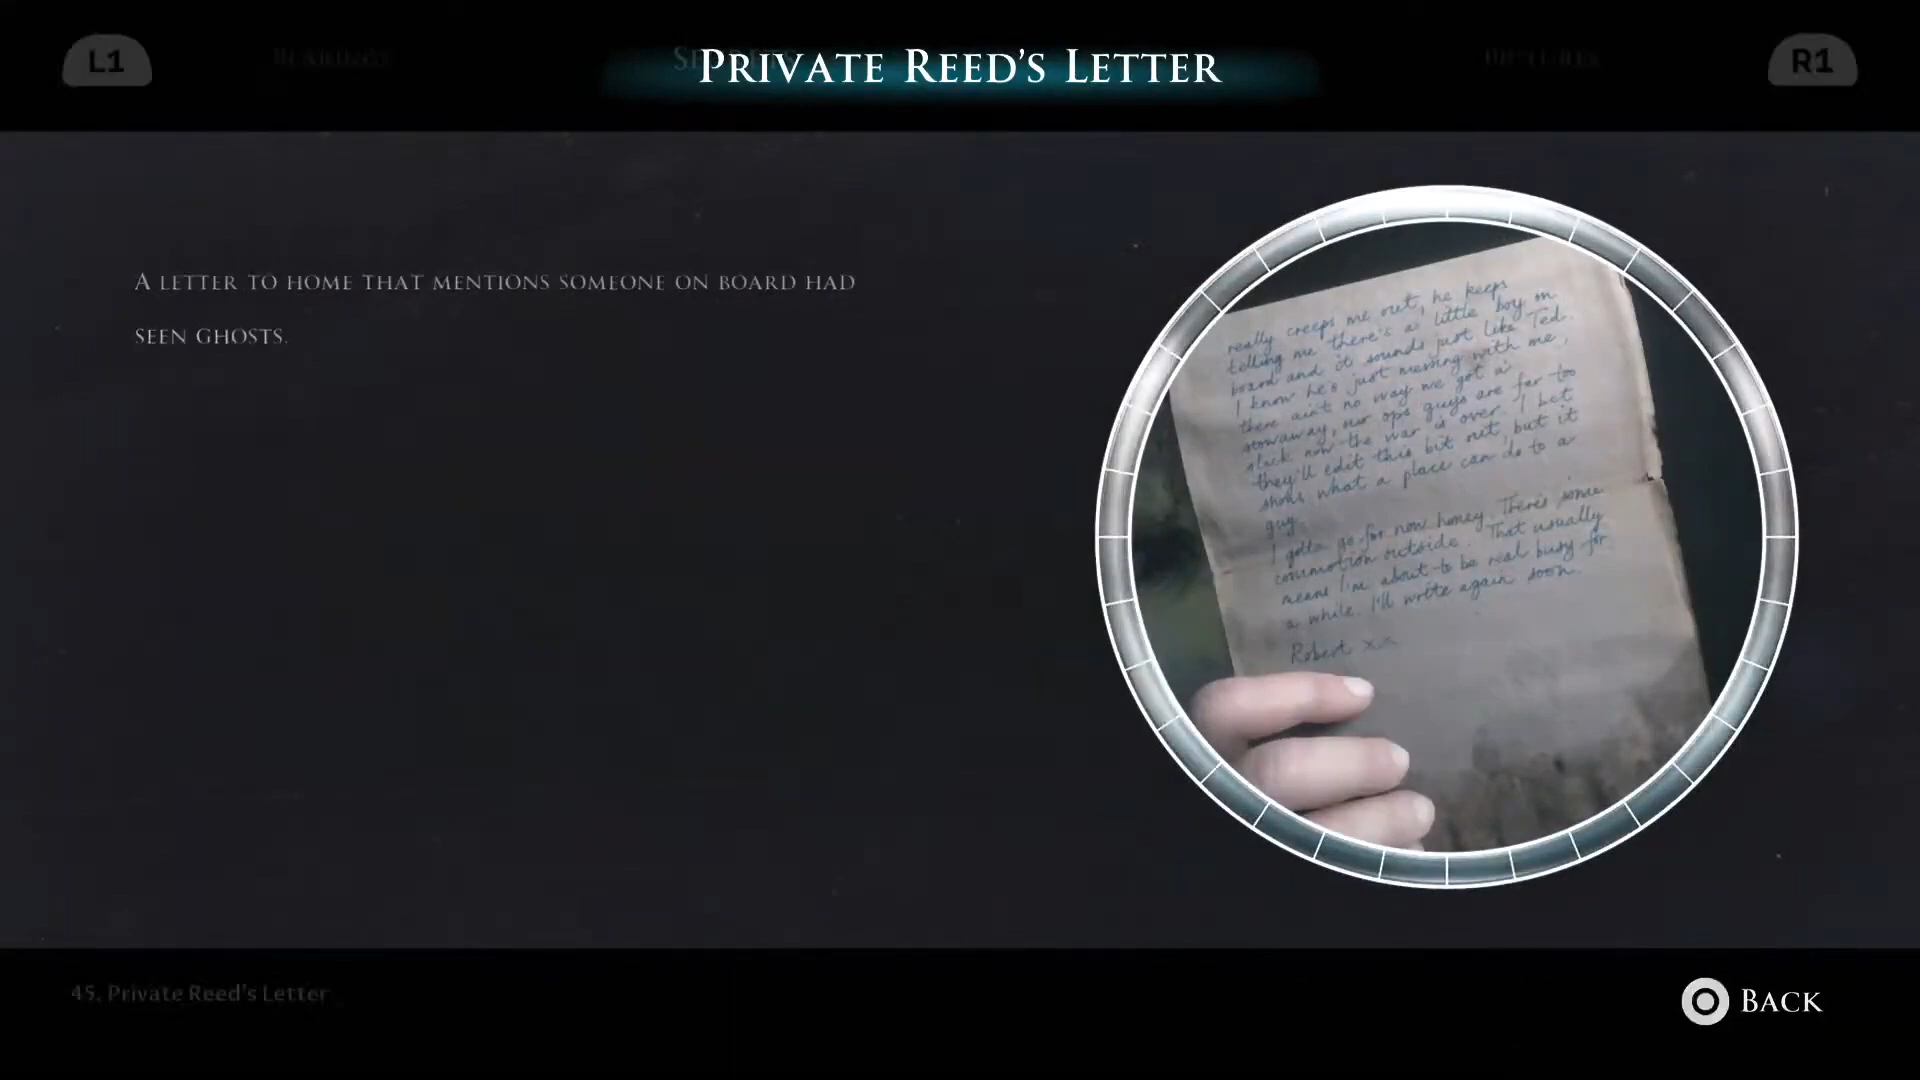 L1
BEARINGS
SECRETS
PRIVATE REED'S LETTER
PICTURES
R1
A LETTER TO HOME THAT MENTIONS SOMEONE ON BOARD HAD
SEEN GHOSTS.
really creeps me out, he keeps
telling me there's a little boy on
board and it sounds just like Ted.
I know he's just messing with me,
there ain't no way we got a
stowaway, our ops guys are far too
slack now the war is over. I bet
they'll edit this bit out, but it
shows what a place can do to a
guy.
I gotta go for now honey. There's some
commotion outside. That usually
means I'm about to be real busy for
a while. I'll write again soon.
Robert xx
45. Private Reed's Letter
BACK